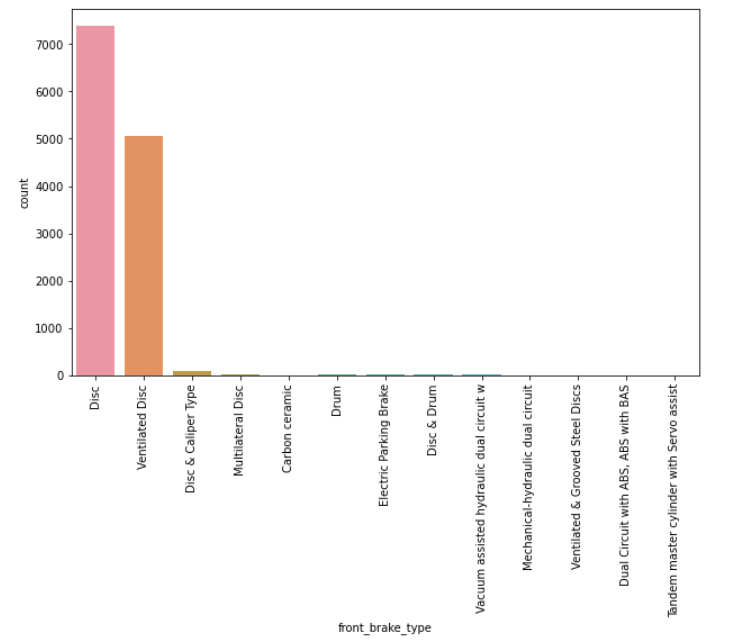 7000
6000
5000
4000
3000
2000
1000
0
count
Disc
Ventilated Disc
Disc & Caliper Type
Multilateral Disc
Carbon ceramic
Drum
Electric Parking Brake
Disc & Drum
Vacuum assisted hydraulic dual circuit w
Mechanical-hydraulic dual circuit
Ventilated & Grooved Steel Discs
Dual Circuit with ABS, ABS with BAS
Tandem master cylinder with Servo assist
front_brake_type